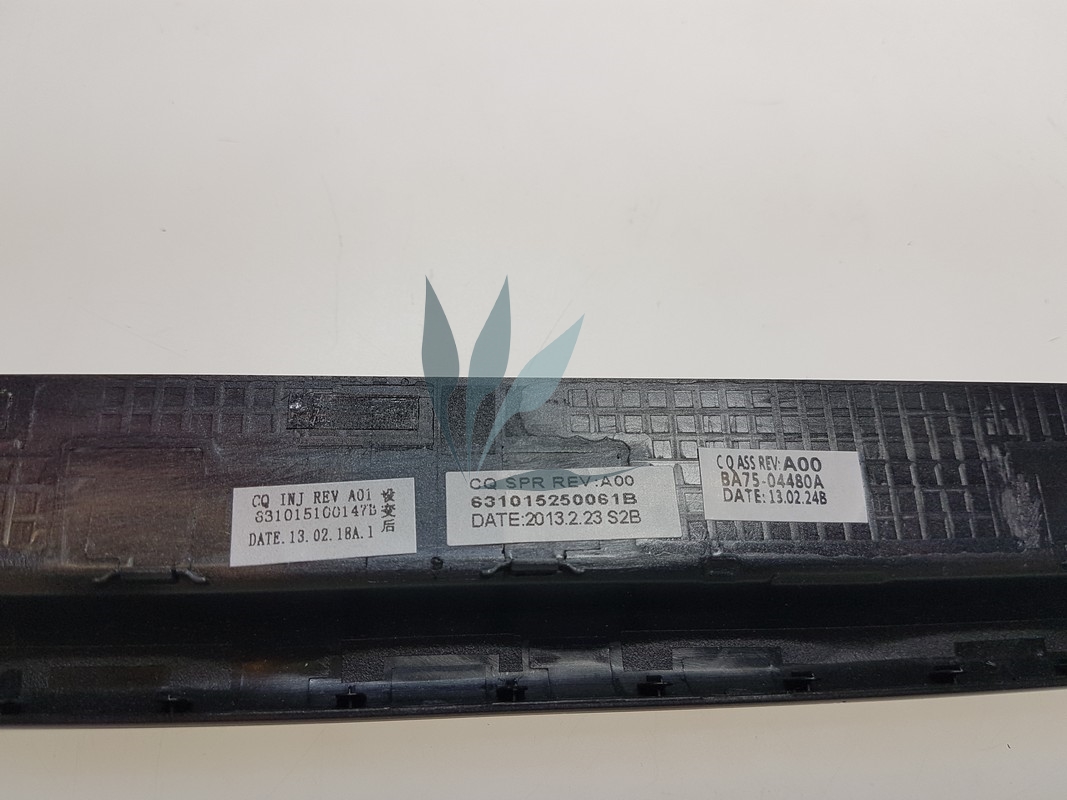 CQ INJ REV A01
631015100147B
DATE.13.02.18A.1
设变后
CQ SPR REV:A00
631015250061B
DATE:2013.2.23 S2B
CQ ASS REV:A00
BA75-04480A
DATE:13.02.24B